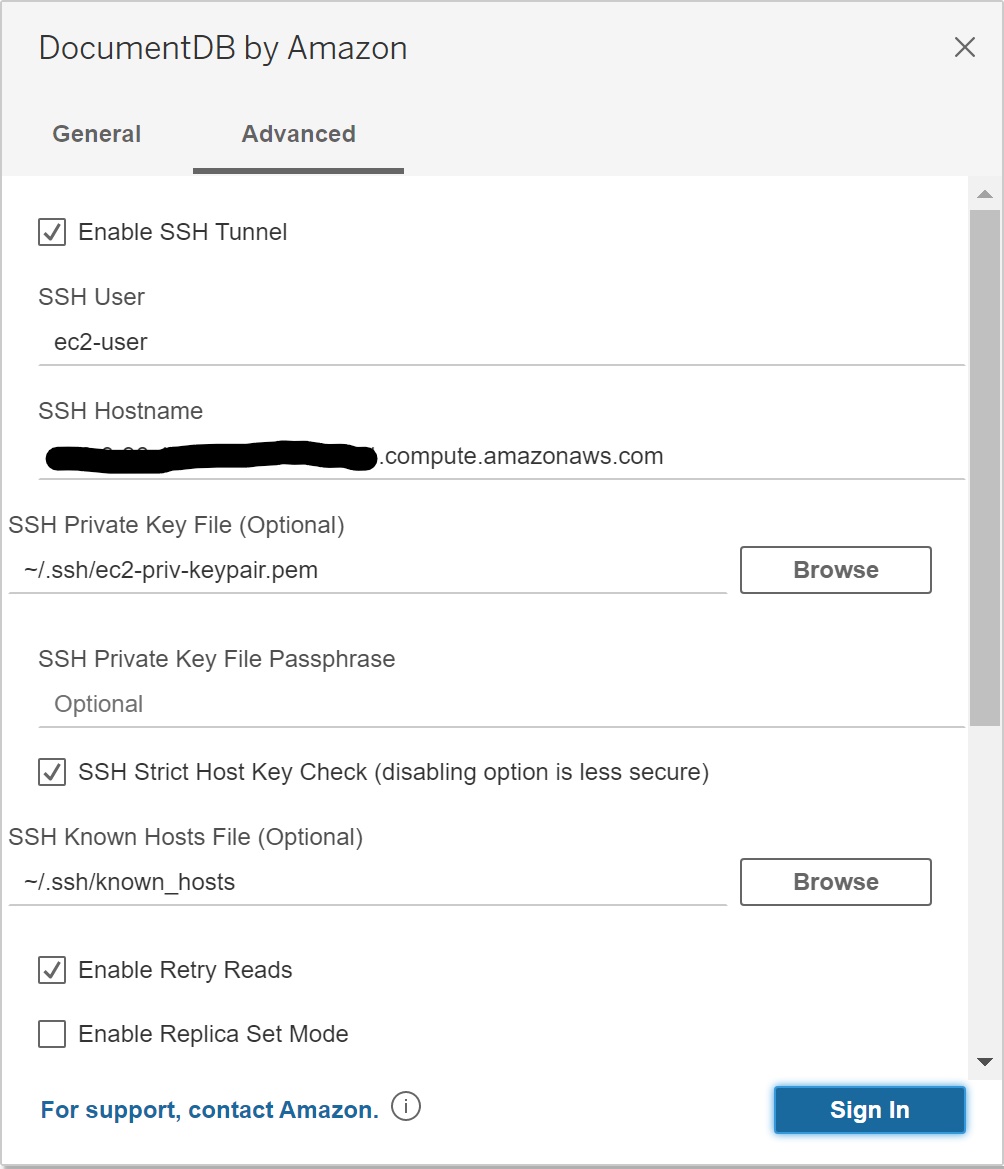 DocumentDB by Amazon
General Advanced
Enable SSH Tunnel
SSH User
ec2-user
SSH Hostname
.compute.amazonaws.com
SSH Private Key File (Optional)
~/.ssh/ec2-priv-keypair.pem Browse
SSH Private Key File Passphrase
Optional
SSH Strict Host Key Check (disabling option is less secure)
SSH Known Hosts File (Optional)
~/.ssh/known_hosts Browse
Enable Retry Reads
Enable Replica Set Mode
For support, contact Amazon. i Sign In